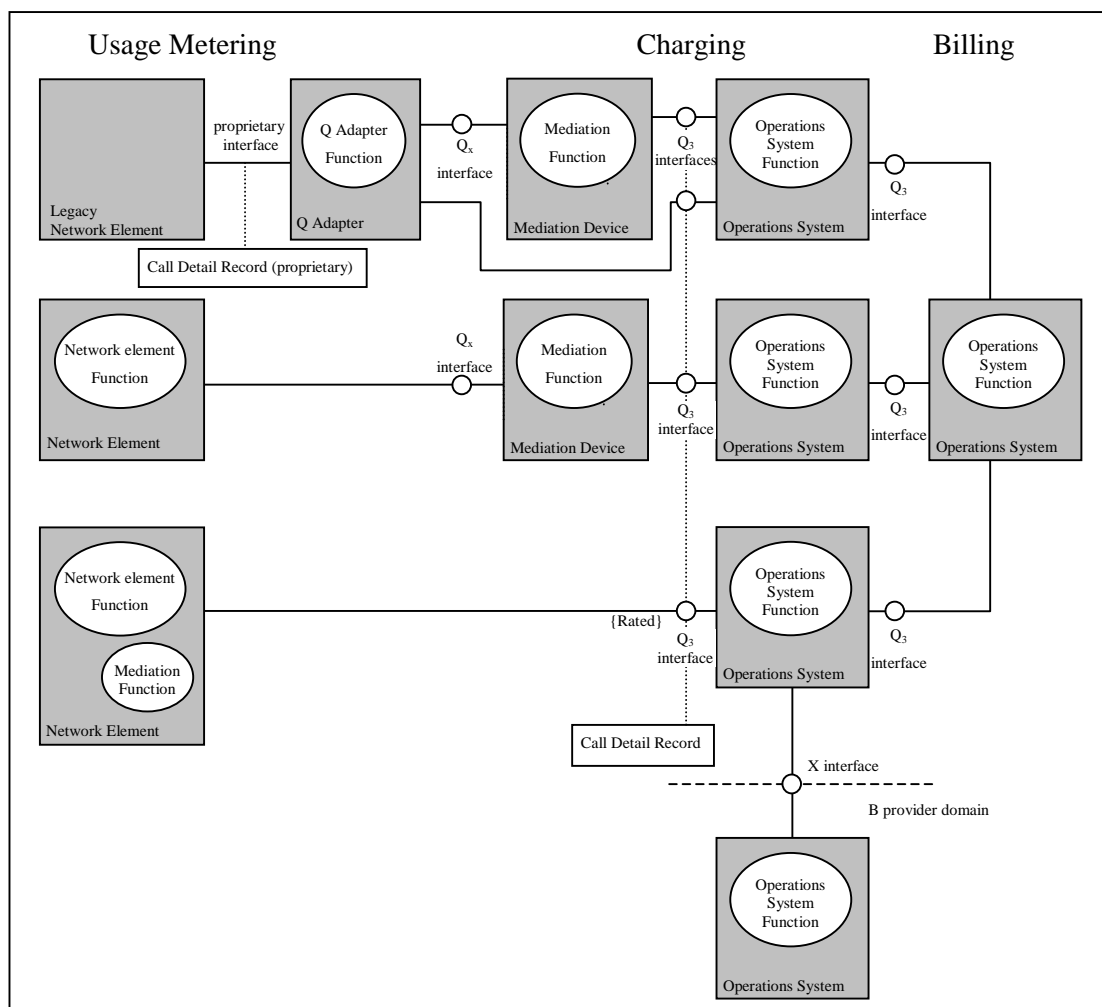 Usage Metering
Charging
Billing
proprietary
interface
Q Adapter
Function
Qx
interface
Mediation
Function
Q3
interfaces
Operations
System
Function
Q3
interface
Legacy
Network Element
Q Adapter
Mediation Device
Operations System
Call Detail Record (proprietary)
Network element
Function
Qx
interface
Mediation
Function
Operations
System
Function
Operations
System
Function
Q3
interface
Q3
interface
Network Element
Mediation Device
Operations System
Operations System
Network element
Function
Mediation
Function
Network Element
{Rated}
Q3
interface
Operations
System
Function
Q3
interface
Operations System
Call Detail Record
X interface
B provider domain
Operations
System
Function
Operations System